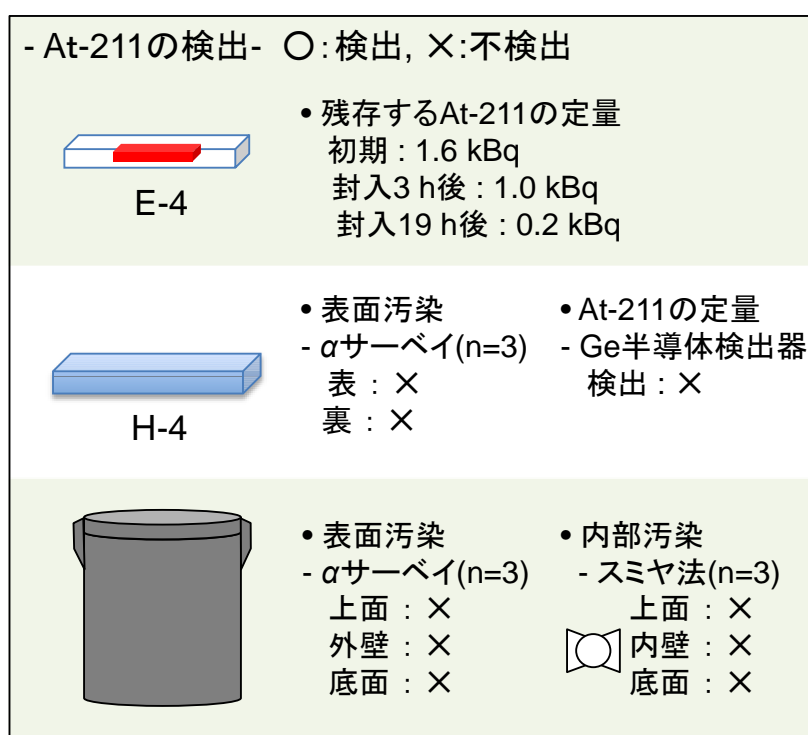 - At-211の検出- 〇：検出, ×:不検出
• 残存するAt-211の定量
初期 : 1.6 kBq
封入3 h後 : 1.0 kBq
封入19 h後 : 0.2 kBq
E-4
• 表面汚染
- αサーベイ(n=3)
表 : ×
裏 : ×
• At-211の定量
- Ge半導体検出器
検出 : ×
H-4
• 表面汚染
- αサーベイ(n=3)
上面 : ×
外壁 : ×
底面 : ×
• 内部汚染
- スミヤ法(n=3)
上面 : ×
内壁 : ×
底面 : ×